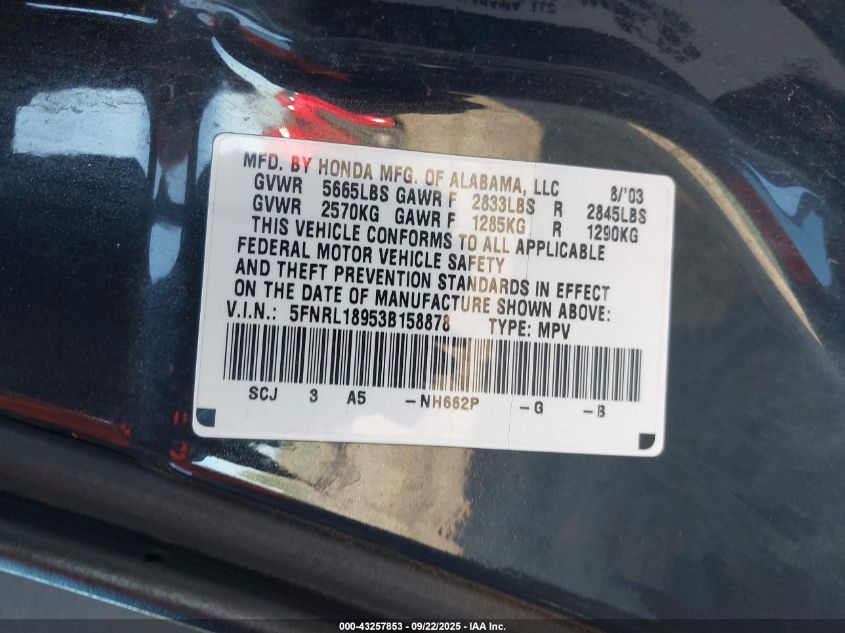 MFD. BY HONDA MFG. OF ALABAMA, LLC 8/'03
GVWR 5665LBS GAWR F 2833LBS R 2845LBS
GVWR 2570KG GAWR F 1285KG R 1290KG
THIS VEHICLE CONFORMS TO ALL APPLICABLE
FEDERAL MOTOR VEHICLE SAFETY
AND THEFT PREVENTION STANDARDS IN EFFECT
ON THE DATE OF MANUFACTURE SHOWN ABOVE:
V.I.N.: 5FNRL18953B158878 TYPE: MPV
SCJ 3 A5 -NH662P -G -B
000-43257853 - 09/22/2025 - IAA Inc.